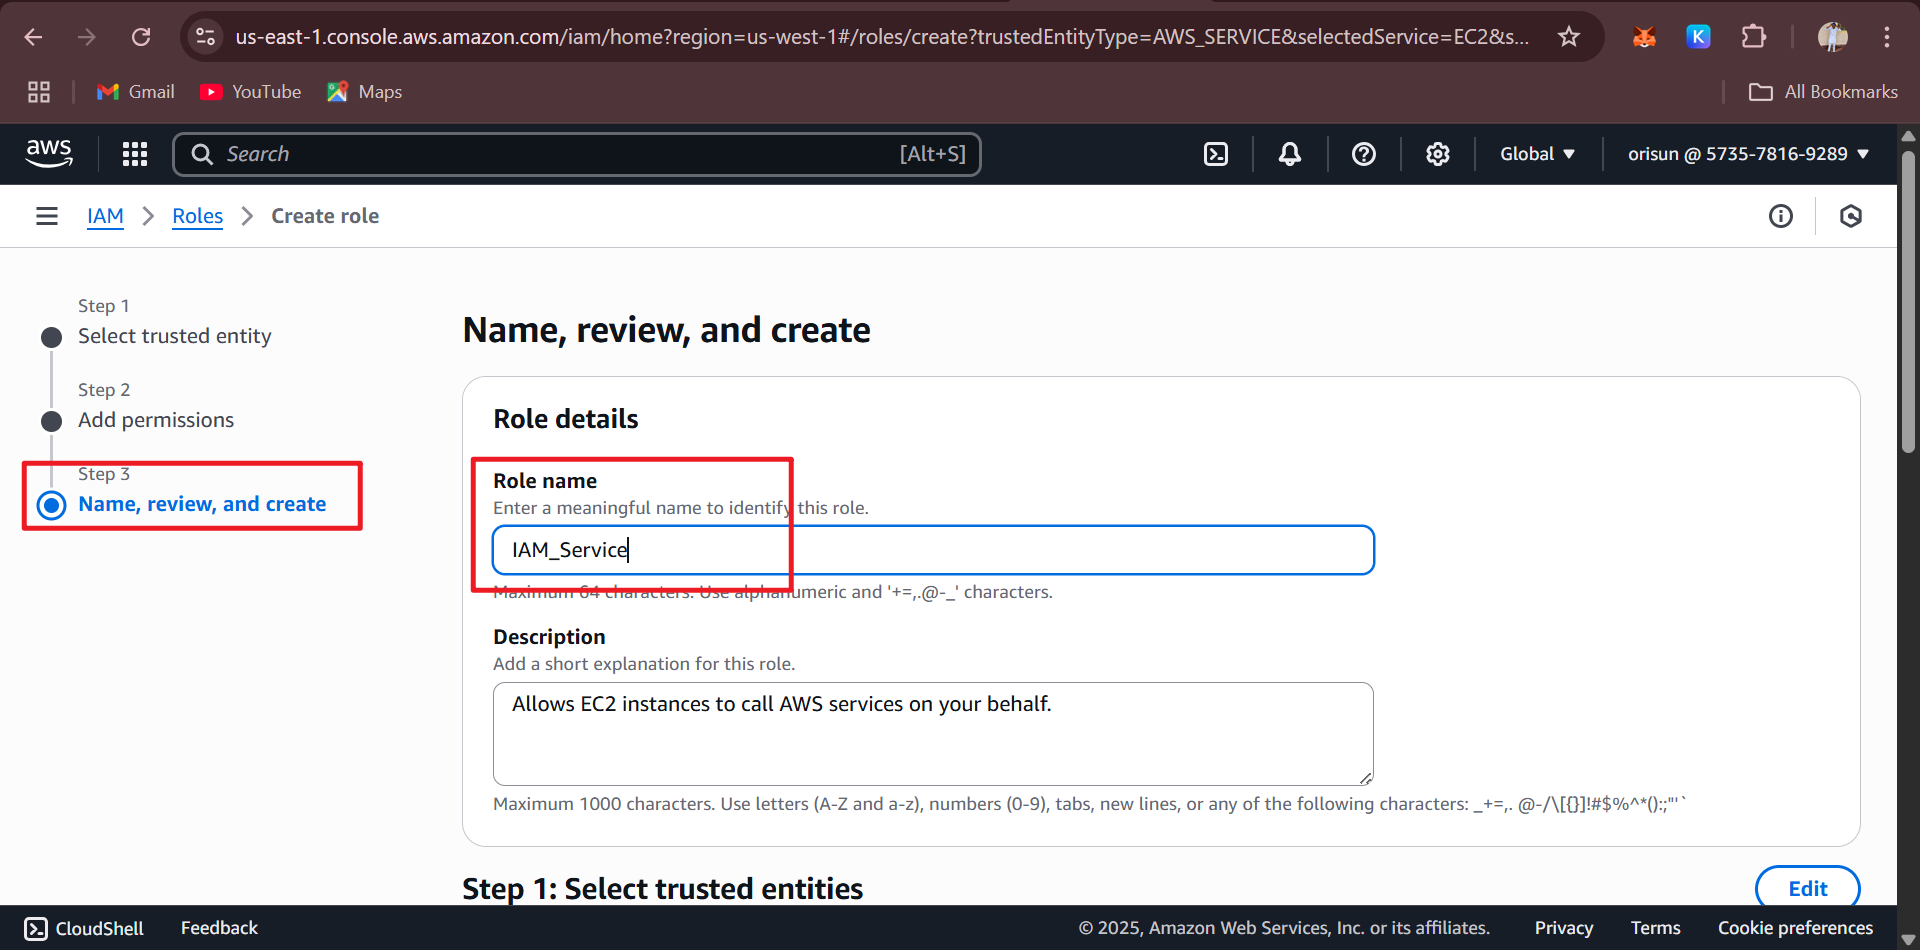 us-east-1.console.aws.amazon.com/iam/home?region=us-west-1#/roles/create?trustedEntityType=AWS_SERVICE&selectedService=EC2&s...
K
Gmail
YouTube
Maps
All Bookmarks
aws
Search
[Alt+S]
Global
orisun @ 5735-7816-9289
IAM
Roles
Create role
Step 1
Select trusted entity
Step 2
Add permissions
Step 3
Name, review, and create
Name, review, and create
Role details
Role name
Enter a meaningful name to identify this role.
IAM_Service
Maximum 64 characters. Use alphanumeric and '+=,.@-_' characters.
Description
Add a short explanation for this role.
Allows EC2 instances to call AWS services on your behalf.
Maximum 1000 characters. Use letters (A-Z and a-z), numbers (0-9), tabs, new lines, or any of the following characters: _+=,. @-/\[{}]!#$%^*();:"'`
Step 1: Select trusted entities
Edit
CloudShell
Feedback
© 2025, Amazon Web Services, Inc. or its affiliates.
Privacy
Terms
Cookie preferences